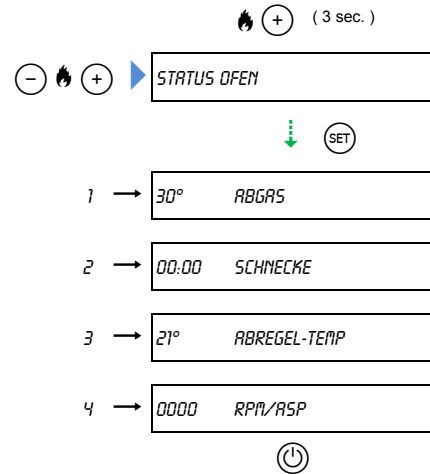 + ( 3 sec. )
- + STATUS OFEN
SET
1 → 30° ABGAS
2 → 00:00 SCHNECKE
3 → 21° ABREGEL-TEMP
4 → 0000 RPM/ASP